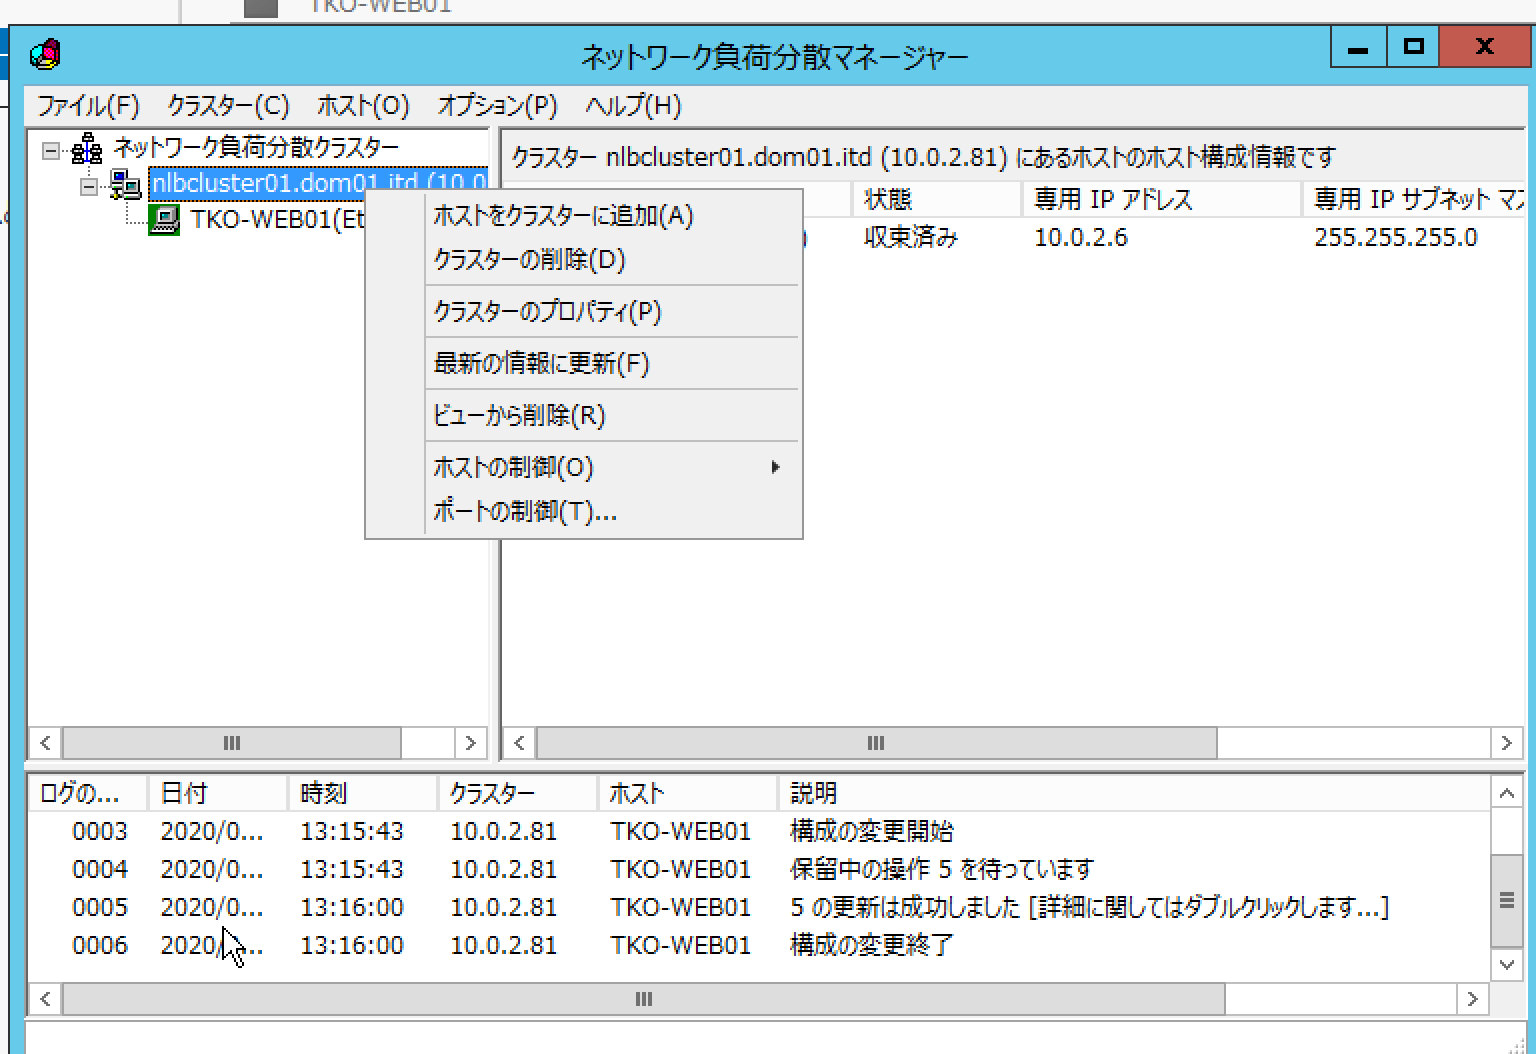 TKO-WEB01
ネットワーク負荷分散マネージャー
ファイル(F) クラスター(C) ホスト(O) オプション(P) ヘルプ(H)
ネットワーク負荷分散クラスター
nlbcluster01.dom01.itd (10.0
TKO-WEB01(Et
クラスター nlbcluster01.dom01.itd (10.0.2.81) にあるホストのホスト構成情報です
状態 専用 IP アドレス 専用 IP サブネット マス
収束済み 10.0.2.6 255.255.255.0
ホストをクラスターに追加(A)
クラスターの削除(D)
クラスターのプロパティ(P)
最新の情報に更新(F)
ビューから削除(R)
ホストの制御(O)
ポートの制御(T)...
ログの... 日付 時刻 クラスター ホスト 説明
0003 2020/0... 13:15:43 10.0.2.81 TKO-WEB01 構成の変更開始
0004 2020/0... 13:15:43 10.0.2.81 TKO-WEB01 保留中の操作 5 を待っています
0005 2020/0... 13:16:00 10.0.2.81 TKO-WEB01 5 の更新は成功しました [詳細に関してはダブルクリックします...]
0006 2020/... 13:16:00 10.0.2.81 TKO-WEB01 構成の変更終了